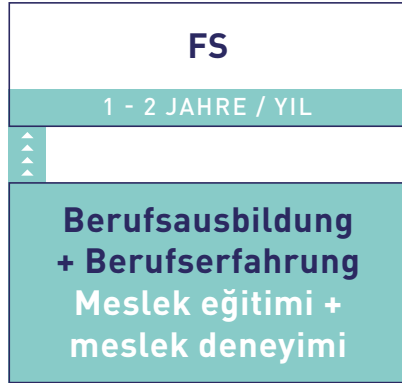 FS
1 - 2 JAHRE / YIL
Berufsausbildung
+ Berufserfahrung
Meslek eğitimi +
meslek deneyimi